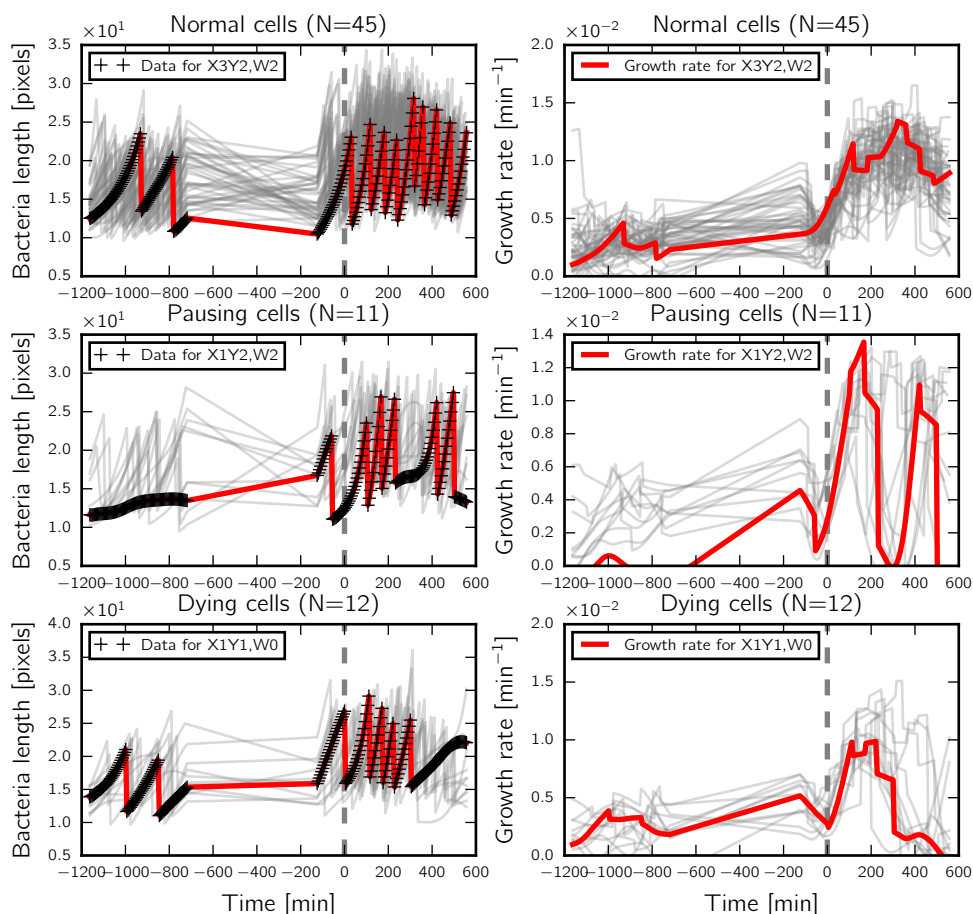 Normal cells (N=45)
×10¹
Bacteria length [pixels]
3.5
3.0
2.5
2.0
1.5
1.0
0.5
++ Data for X3Y2,W2
−1200 −1000 −800 −600 −400 −200 0 200 400 600
Normal cells (N=45)
×10⁻²
Growth rate [min⁻¹]
2.0
1.5
1.0
0.5
0.0
Growth rate for X3Y2,W2
−1200 −1000 −800 −600 −400 −200 0 200 400 600
Pausing cells (N=11)
×10¹
Bacteria length [pixels]
3.5
3.0
2.5
2.0
1.5
1.0
0.5
++ Data for X1Y2,W2
−1200 −1000 −800 −600 −400 −200 0 200 400 600
Pausing cells (N=11)
×10⁻²
Growth rate [min⁻¹]
1.4
1.2
1.0
0.8
0.6
0.4
0.2
0.0
Growth rate for X1Y2,W2
−1200 −1000 −800 −600 −400 −200 0 200 400 600
Dying cells (N=12)
×10¹
Bacteria length [pixels]
4.0
3.5
3.0
2.5
2.0
1.5
1.0
0.5
++ Data for X1Y1,W0
−1200 −1000 −800 −600 −400 −200 0 200 400 600
Time [min]
Dying cells (N=12)
×10⁻²
Growth rate [min⁻¹]
2.0
1.5
1.0
0.5
0.0
Growth rate for X1Y1,W0
−1200 −1000 −800 −600 −400 −200 0 200 400 600
Time [min]